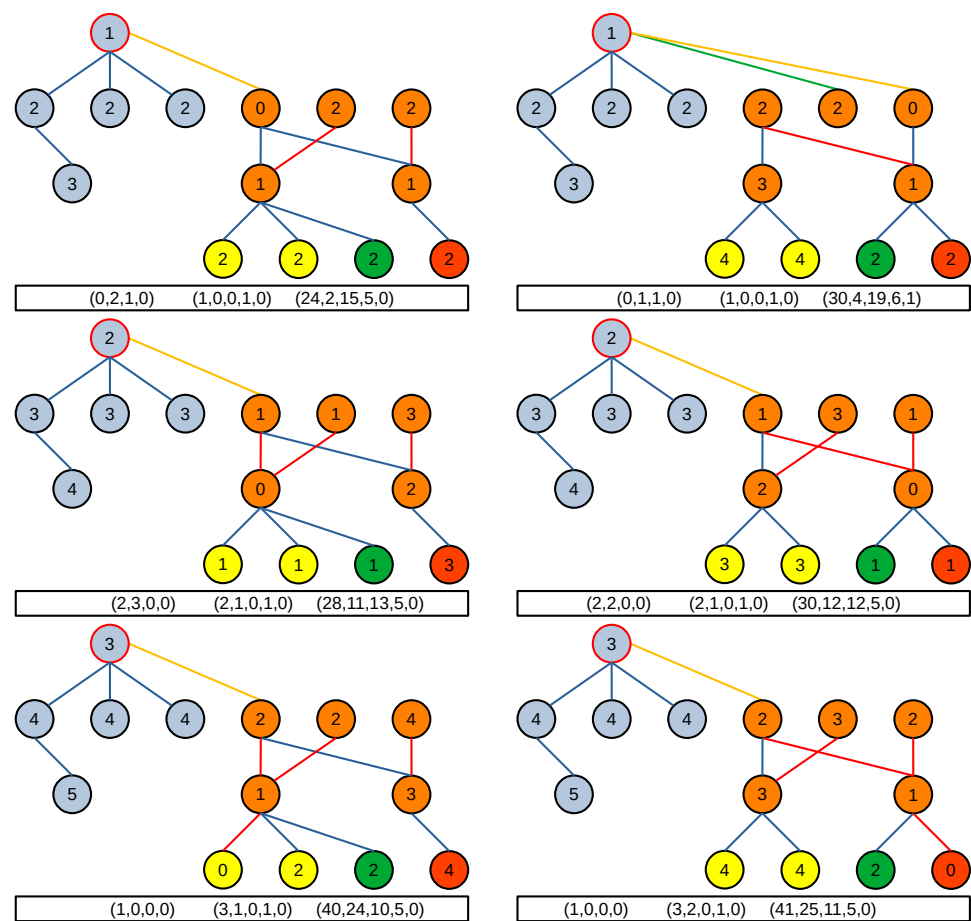 1
2 2 2 0 2 2
3 1 1
2 2 2 2
(0,2,1,0) (1,0,0,1,0) (24,2,15,5,0)
1
2 2 2 2 2 0
3 3 1
4 4 2 2
(0,1,1,0) (1,0,0,1,0) (30,4,19,6,1)
2
3 3 3 1 1 3
4 0 2
1 1 1 3
(2,3,0,0) (2,1,0,1,0) (28,11,13,5,0)
2
3 3 3 1 3 1
4 2 0
3 3 1 1
(2,2,0,0) (2,1,0,1,0) (30,12,12,5,0)
3
4 4 4 2 2 4
5 1 3
0 2 2 4
(1,0,0,0) (3,1,0,1,0) (40,24,10,5,0)
3
4 4 4 2 3 2
5 3 1
4 4 2 0
(1,0,0,0) (3,2,0,1,0) (41,25,11,5,0)